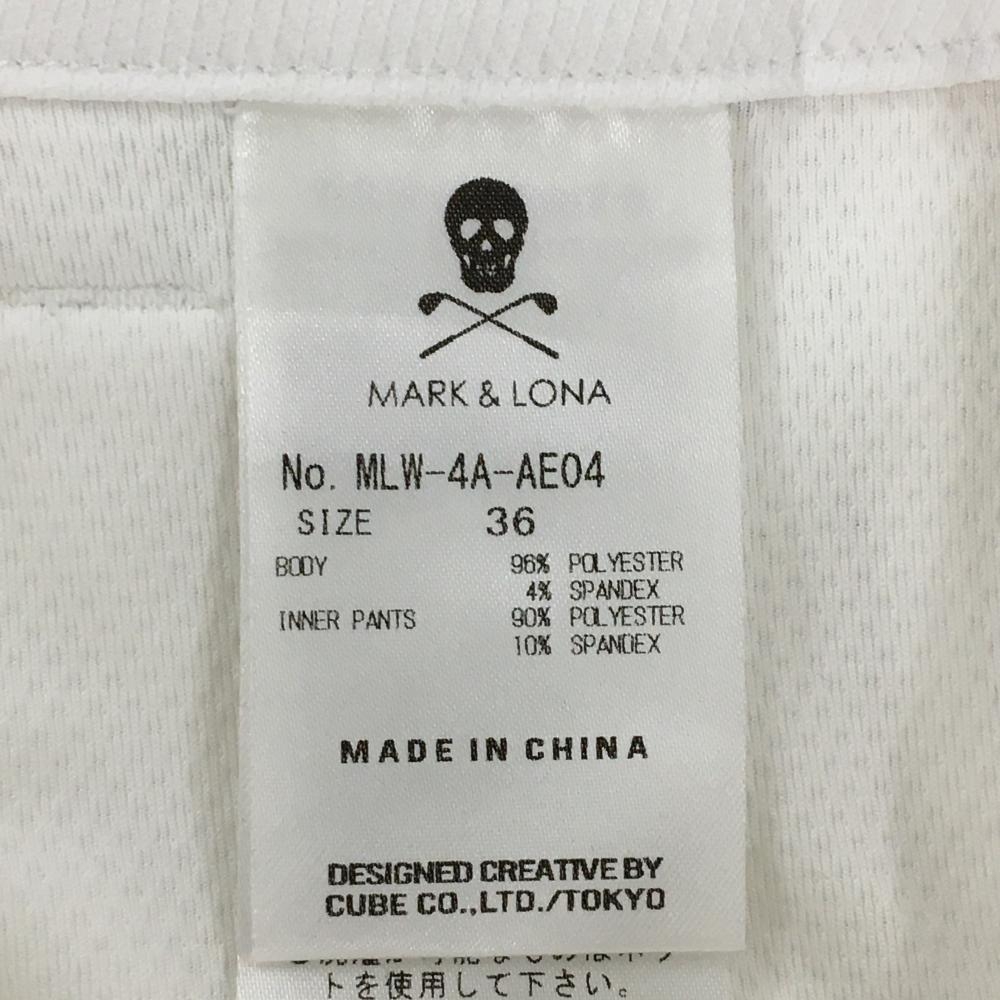 MARK & LONA
No. MLW-4A-AE04
SIZE 36
BODY 96% POLYESTER
4% SPANDEX
INNER PANTS 90% POLYESTER
10% SPANDEX
MADE IN CHINA
DESIGNED CREATIVE BY
CUBE CO.,LTD./TOKYO
トを使用して下さい。